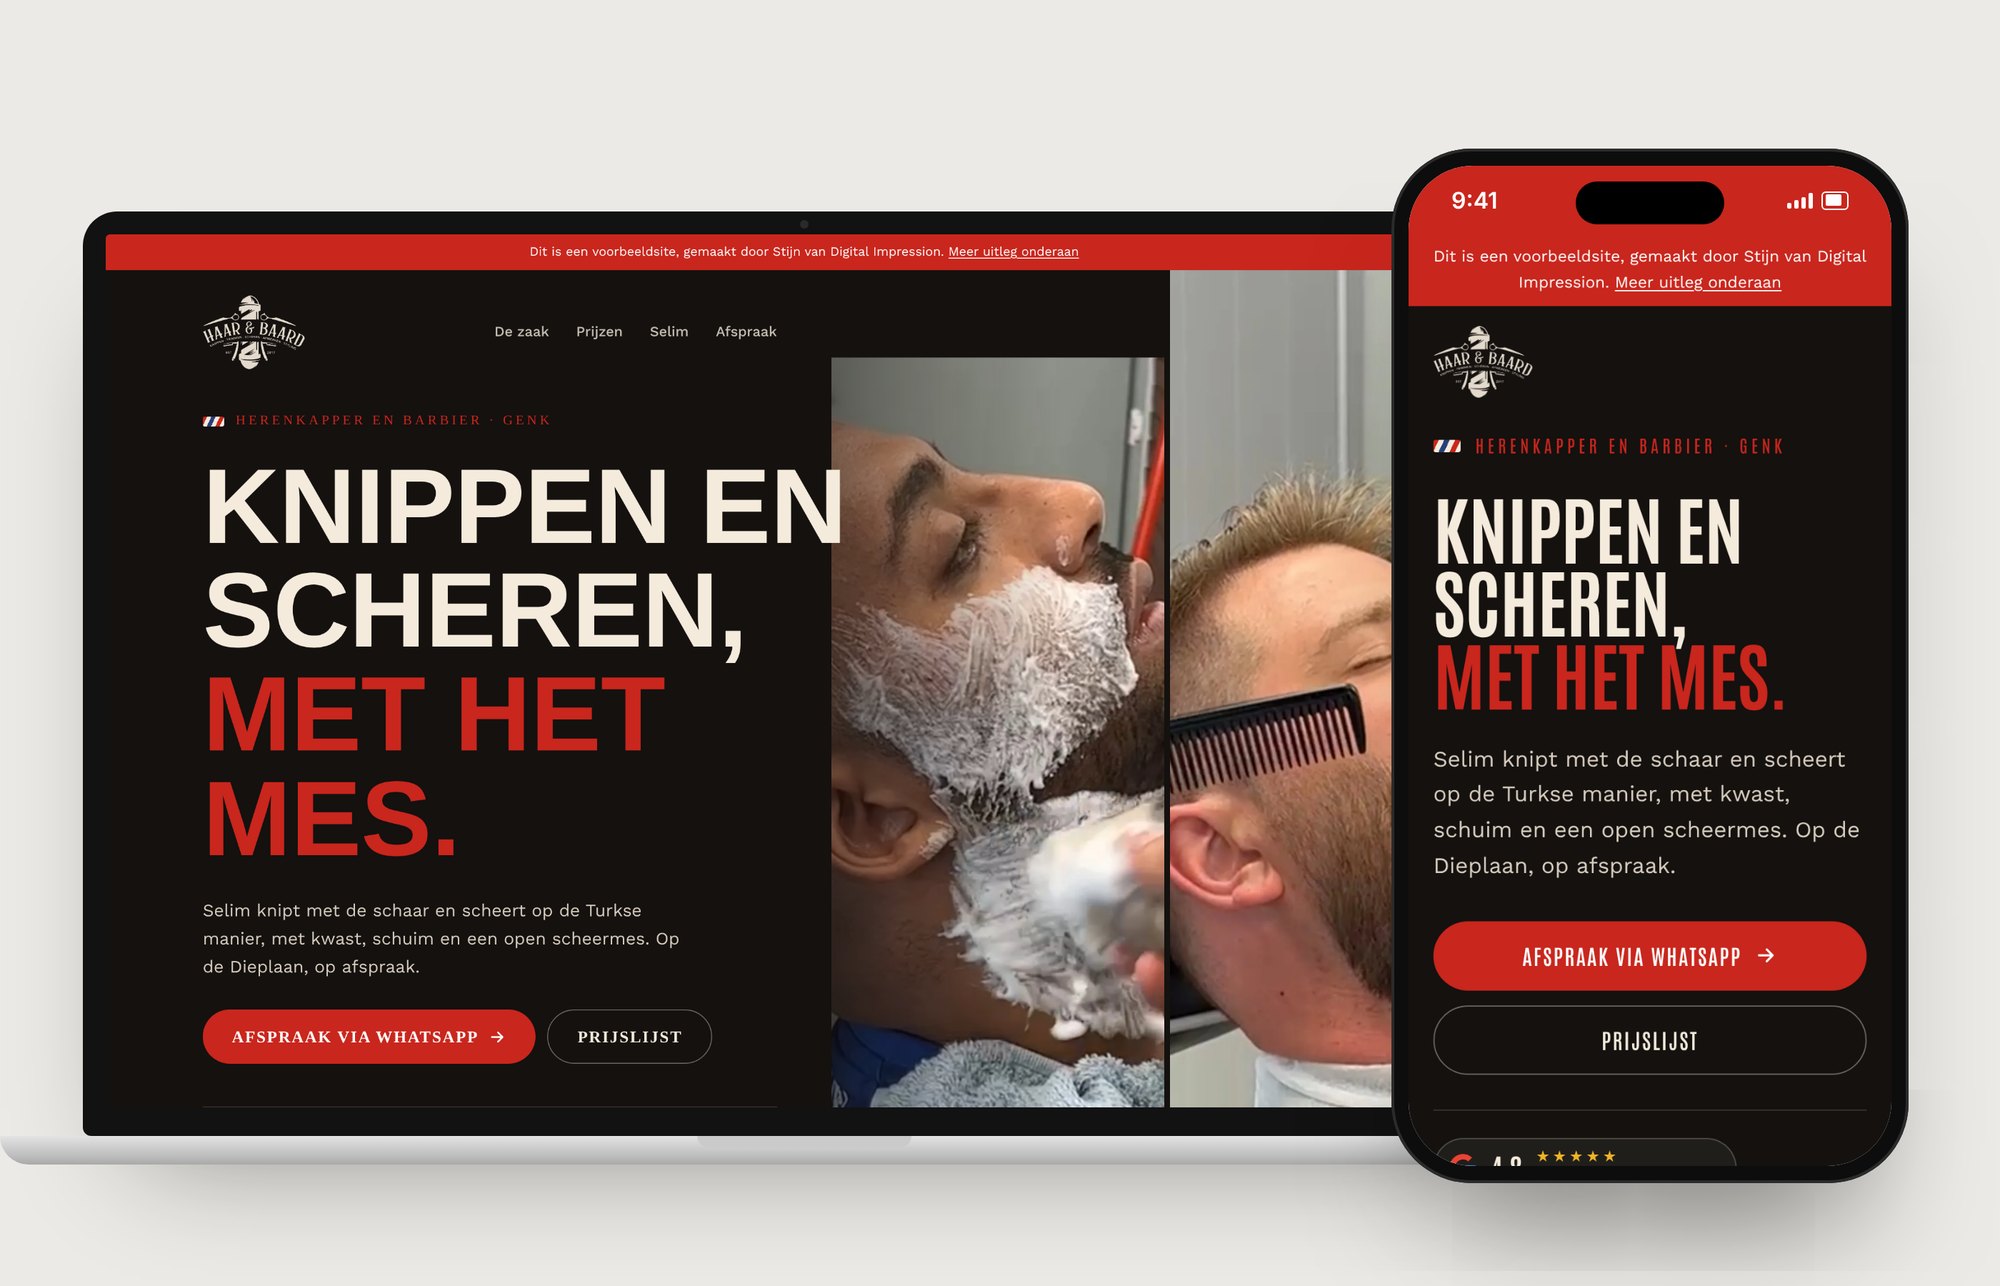 Dit is een voorbeeldsite, gemaakt door Stijn van Digital Impression. Meer uitleg onderaan
HAAR & BAARD
De zaak Prijzen Selim Afspraak
HERENKAPPER EN BARBIER · GENK
KNIPPEN EN
SCHEREN,
MET HET
MES.
Selim knipt met de schaar en scheert op de Turkse
manier, met kwast, schuim en een open scheermes. Op
de Dieplaan, op afspraak.
AFSPRAAK VIA WHATSAPP →
PRIJSLIJST
9:41
Dit is een voorbeeldsite, gemaakt door Stijn van Digital
Impression. Meer uitleg onderaan
HAAR & BAARD
HERENKAPPER EN BARBIER · GENK
KNIPPEN EN
SCHEREN,
MET HET MES.
Selim knipt met de schaar en scheert
op de Turkse manier, met kwast,
schuim en een open scheermes. Op de
Dieplaan, op afspraak.
AFSPRAAK VIA WHATSAPP →
PRIJSLIJST